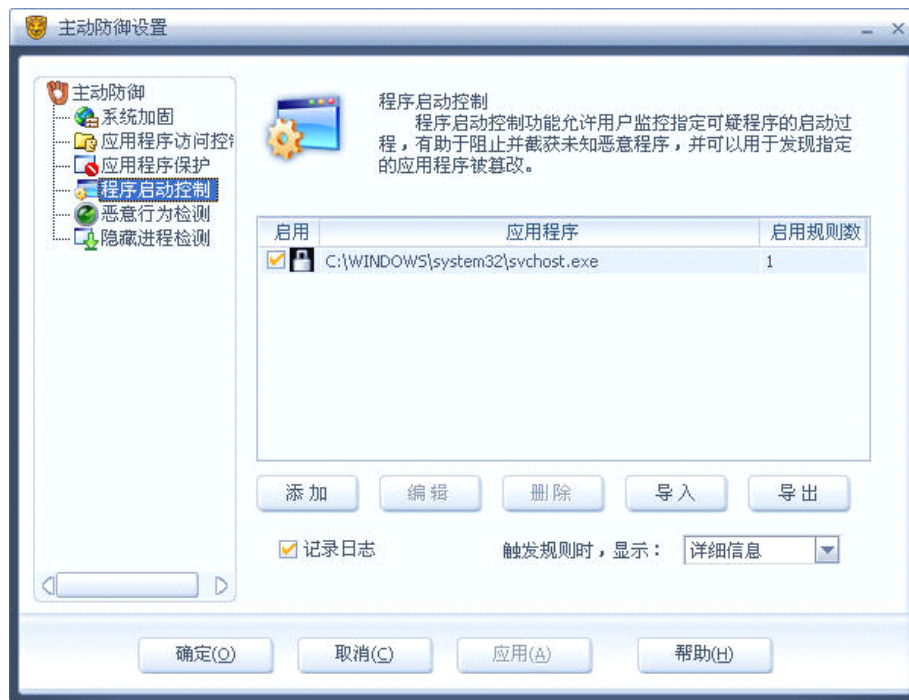 主动防御设置
主动防御
系统加固
应用程序访问控制
应用程序保护
程序启动控制
恶意行为检测
隐藏进程检测
程序启动控制
程序启动控制功能允许用户监控指定可疑程序的启动过
程，有助于阻止并截获未知恶意程序，并可以用于发现指定
的应用程序被篡改。
启用 应用程序 启用规则数
C:\WINDOWS\system32\svchost.exe 1
添加 编辑 删除 导入 导出
记录日志 触发规则时，显示： 详细信息
确定(O) 取消(C) 应用(A) 帮助(H)